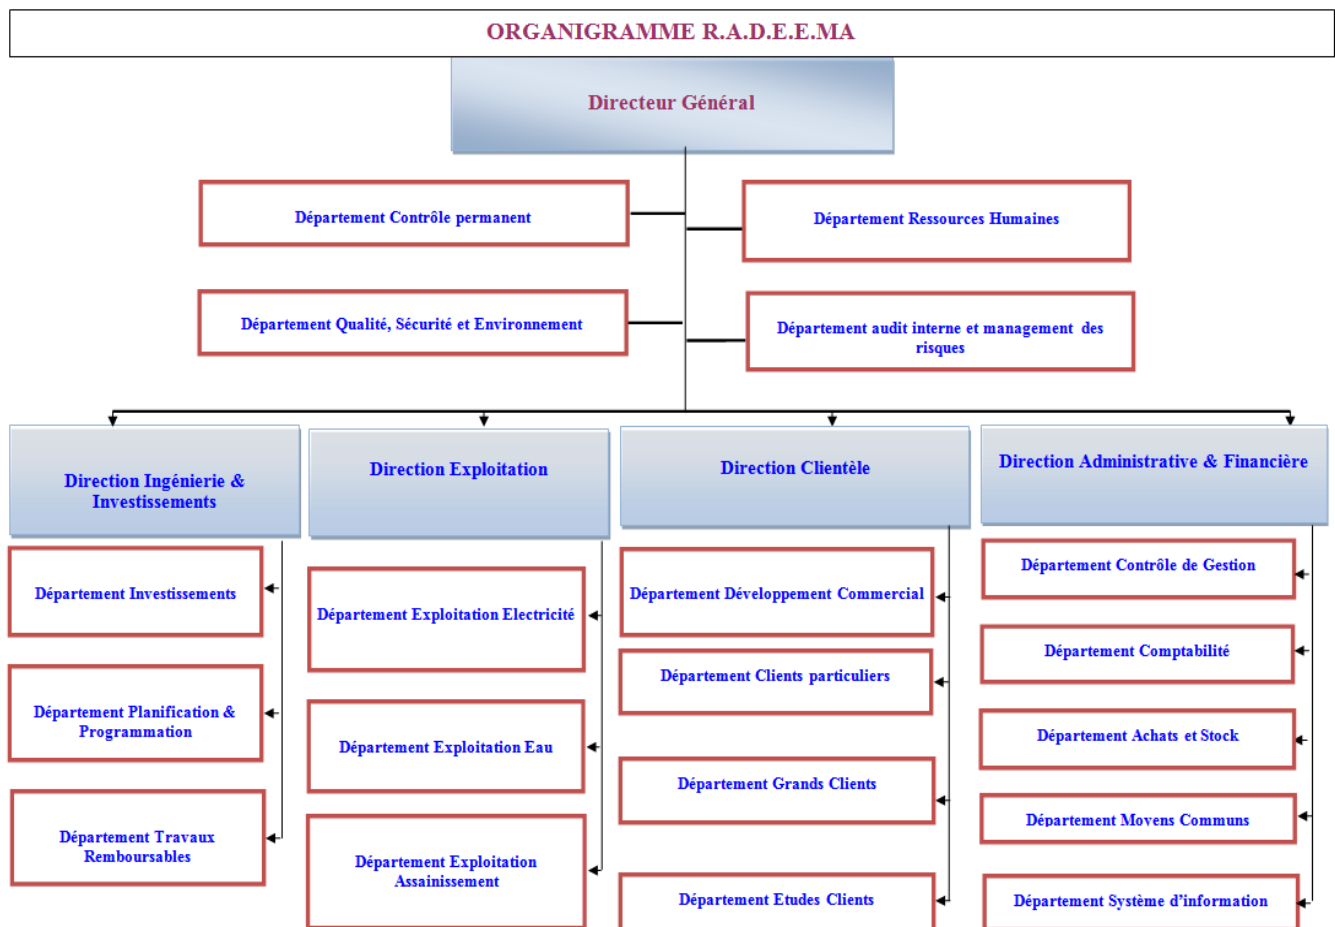 ORGANIGRAMME R.A.D.E.E.MA
Directeur Général
Département Contrôle permanent
Département Ressources Humaines
Département Qualité, Sécurité et Environnement
Département audit interne et management des
risques
Direction Ingénierie &
Investissements
Direction Exploitation
Direction Clientèle
Direction Administrative & Financière
Département Investissements
Département Planification &
Programmation
Département Travaux
Remboursables
Département Exploitation Electricité
Département Exploitation Eau
Département Exploitation
Assainissement
Département Développement Commercial
Département Clients particuliers
Département Grands Clients
Département Etudes Clients
Département Contrôle de Gestion
Département Comptabilité
Département Achats et Stock
Département Moyens Communs
Département Système d'information